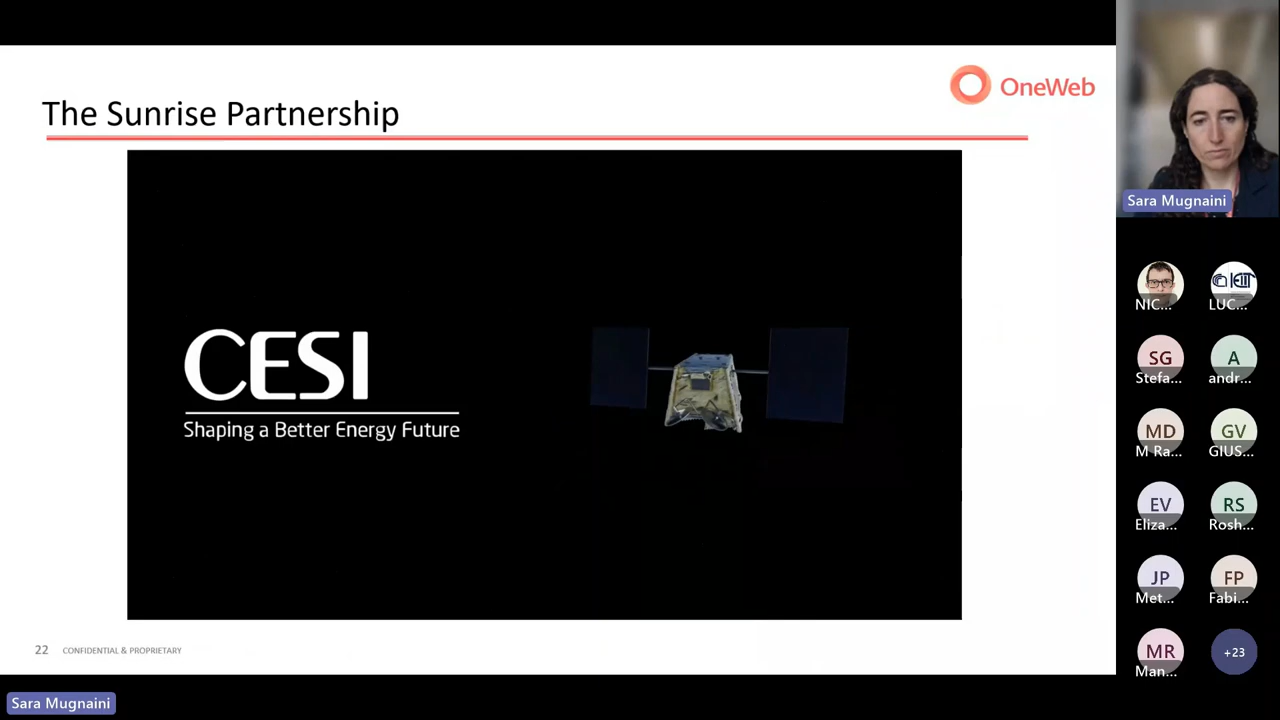 The Sunrise Partnership
OneWeb
CESI
Shaping a Better Energy Future
22 CONFIDENTIAL & PROPRIETARY
Sara Mugnaini
Sara Mugnaini
NIC...
LUC...
SG
Stefa...
A
andr...
MD
M Ra...
GV
GIUS...
EV
Eliza...
RS
Rosh...
JP
Met...
FP
Fabi...
MR
Man...
+23